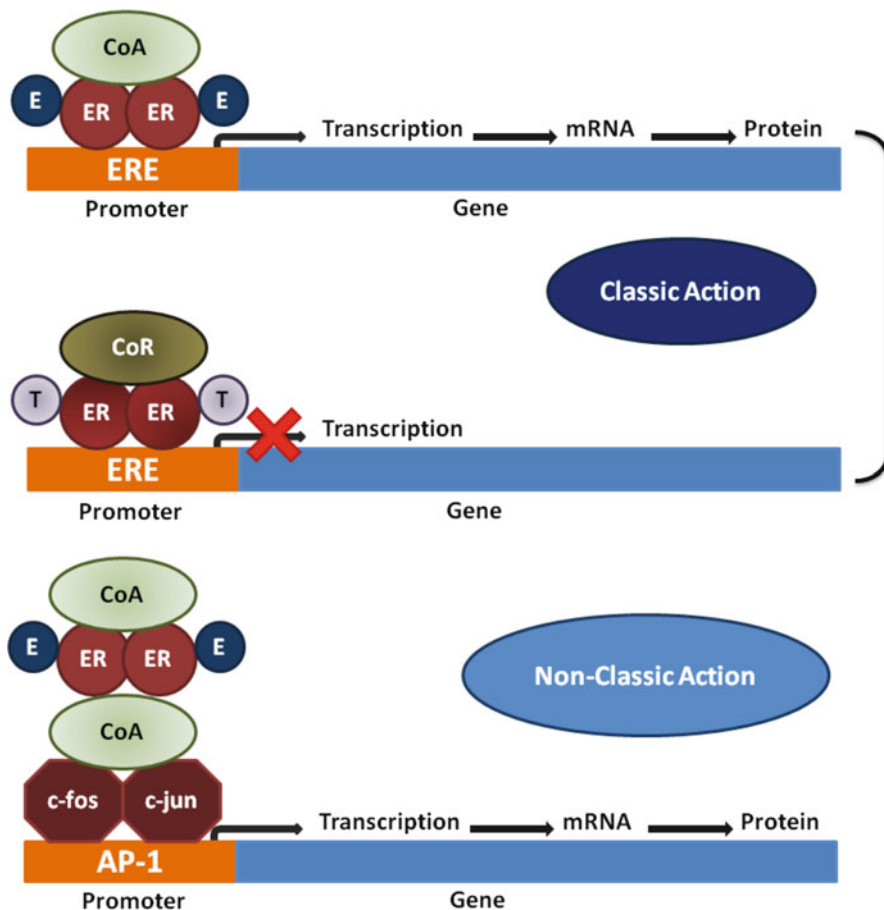 CoA
E ER ER E
Transcription mRNA Protein
ERE
Promoter Gene
Classic Action
CoR
T ER ER T
Transcription
ERE
Promoter Gene
CoA
E ER ER E
Non-Classic Action
CoA
c-fos c-jun
Transcription mRNA Protein
AP-1
Promoter Gene